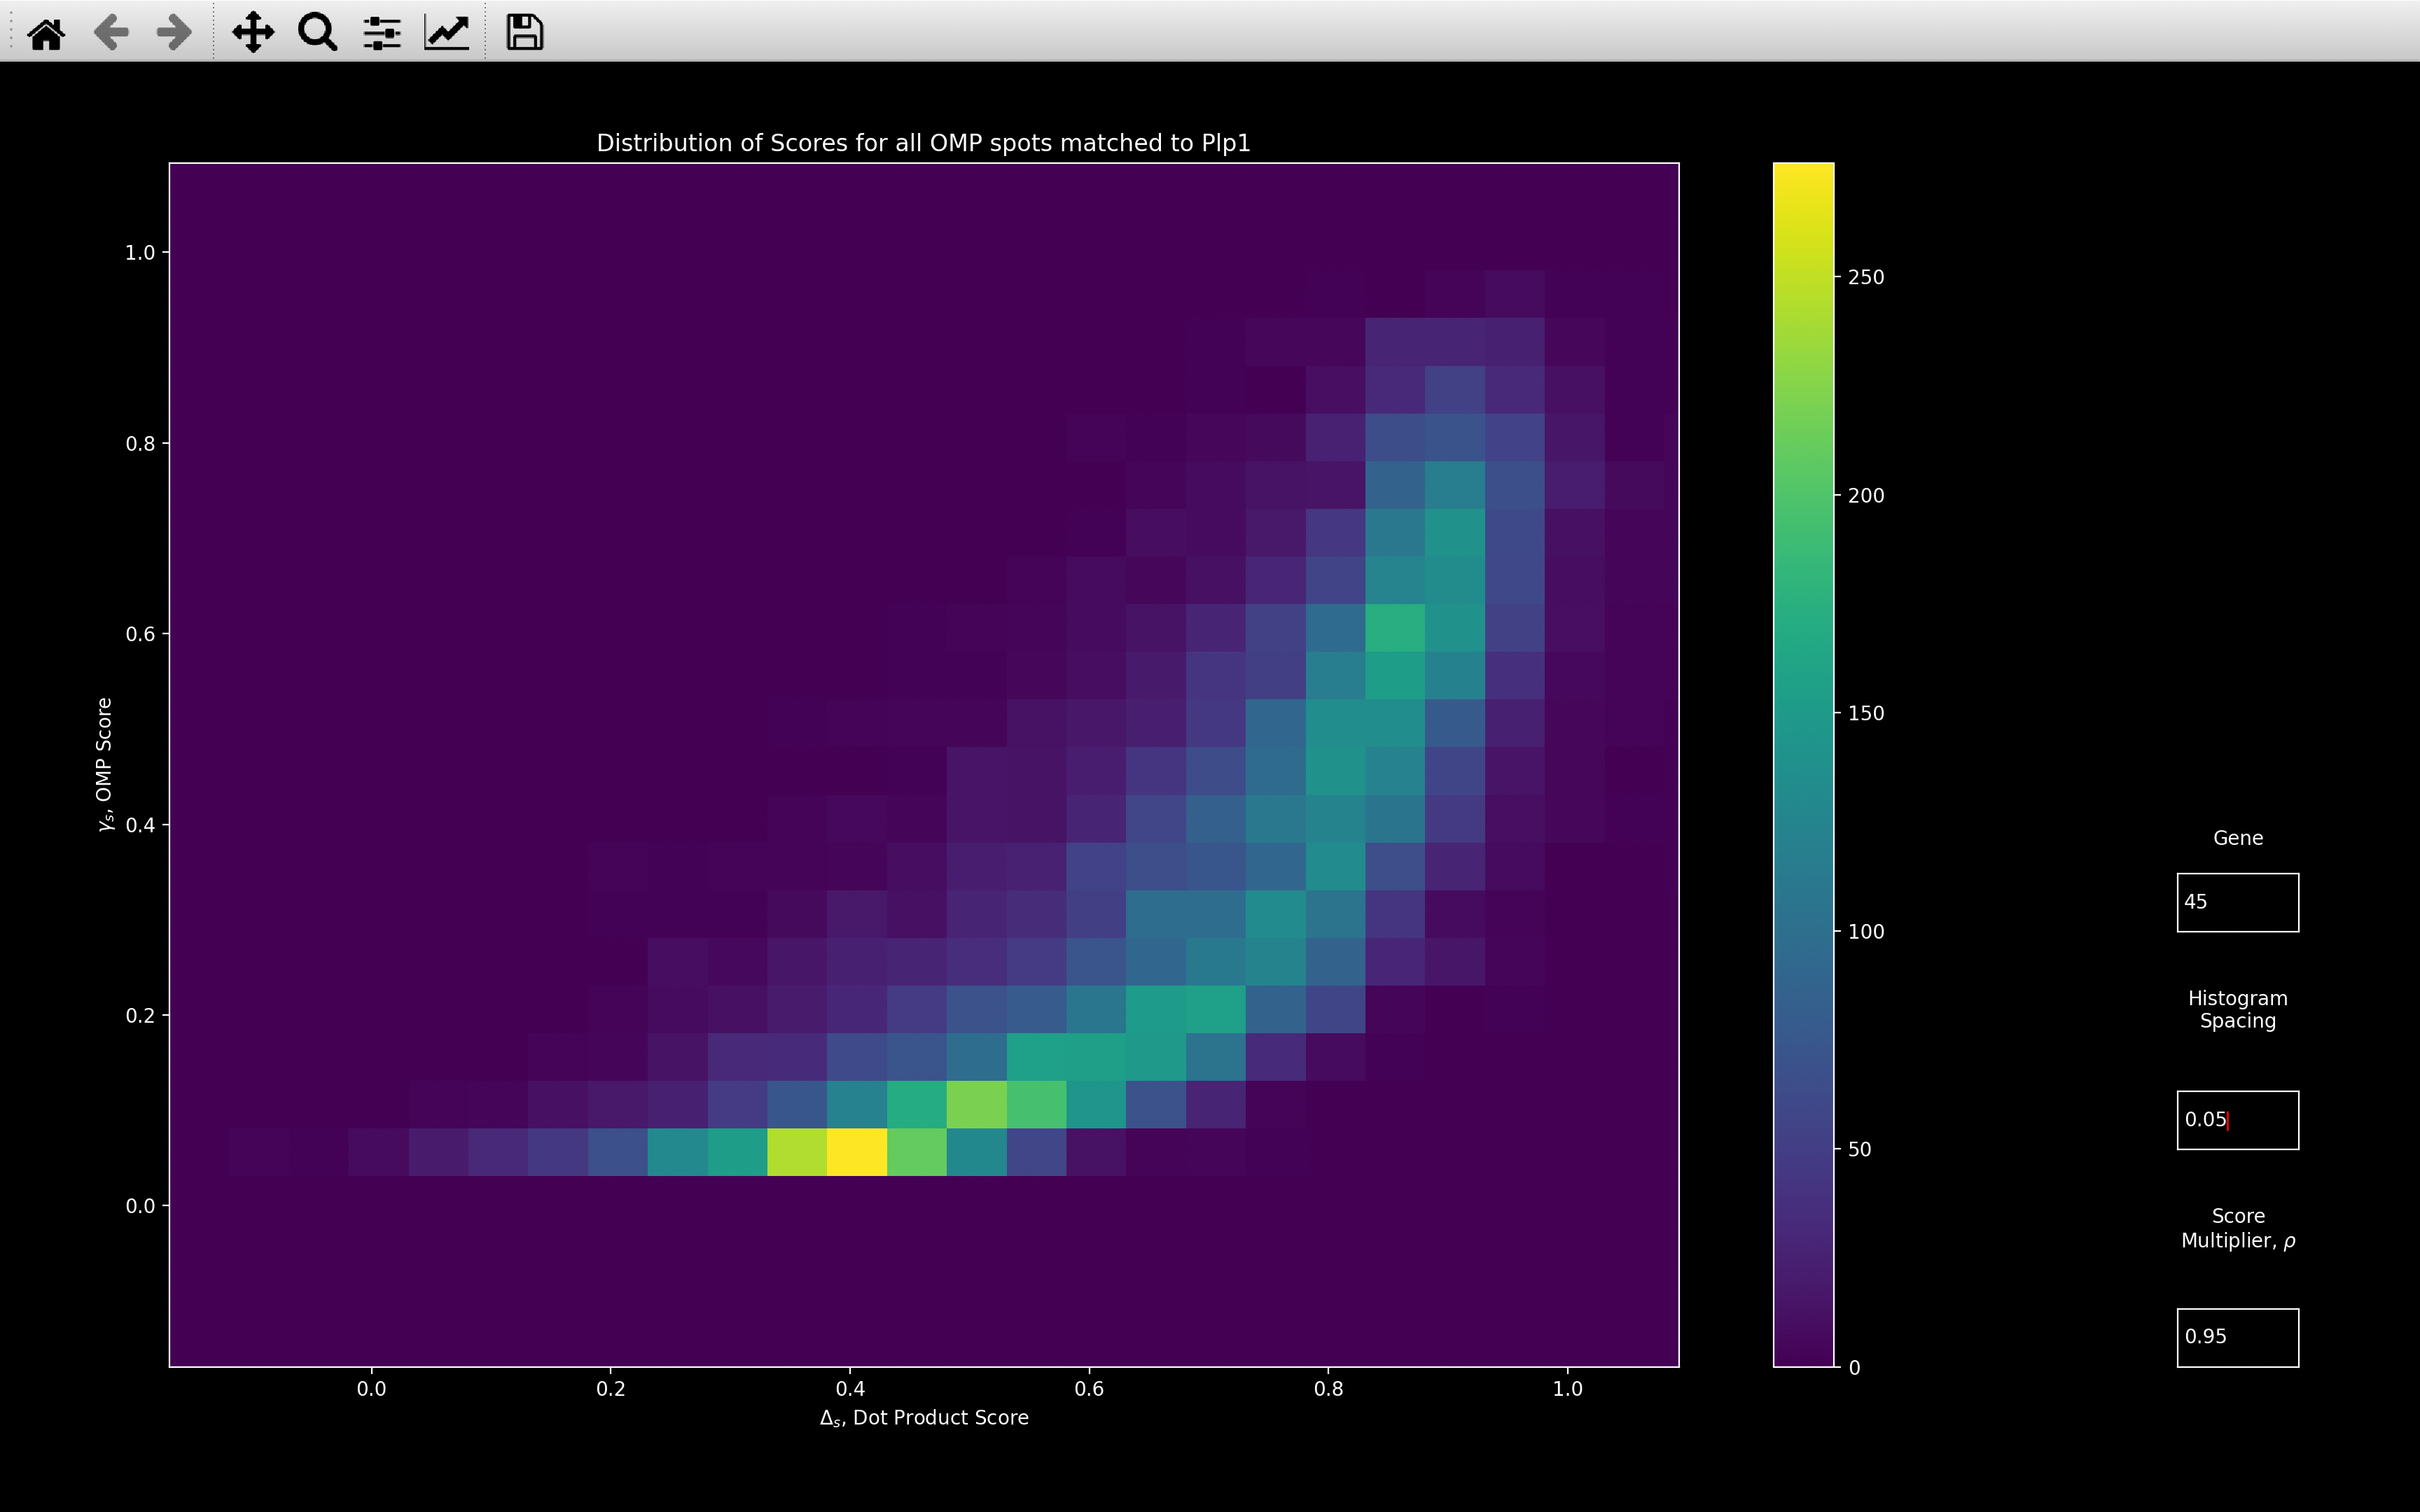 Distribution of Scores for all OMP spots matched to Plp1
1.0
0.8
0.6
0.4
0.2
0.0
γₛ, OMP Score
0.0
0.2
0.4
0.6
0.8
1.0
Δₛ, Dot Product Score
250
200
150
100
50
0
Gene
45
Histogram
Spacing
0.05
Score
Multiplier, ρ
0.95